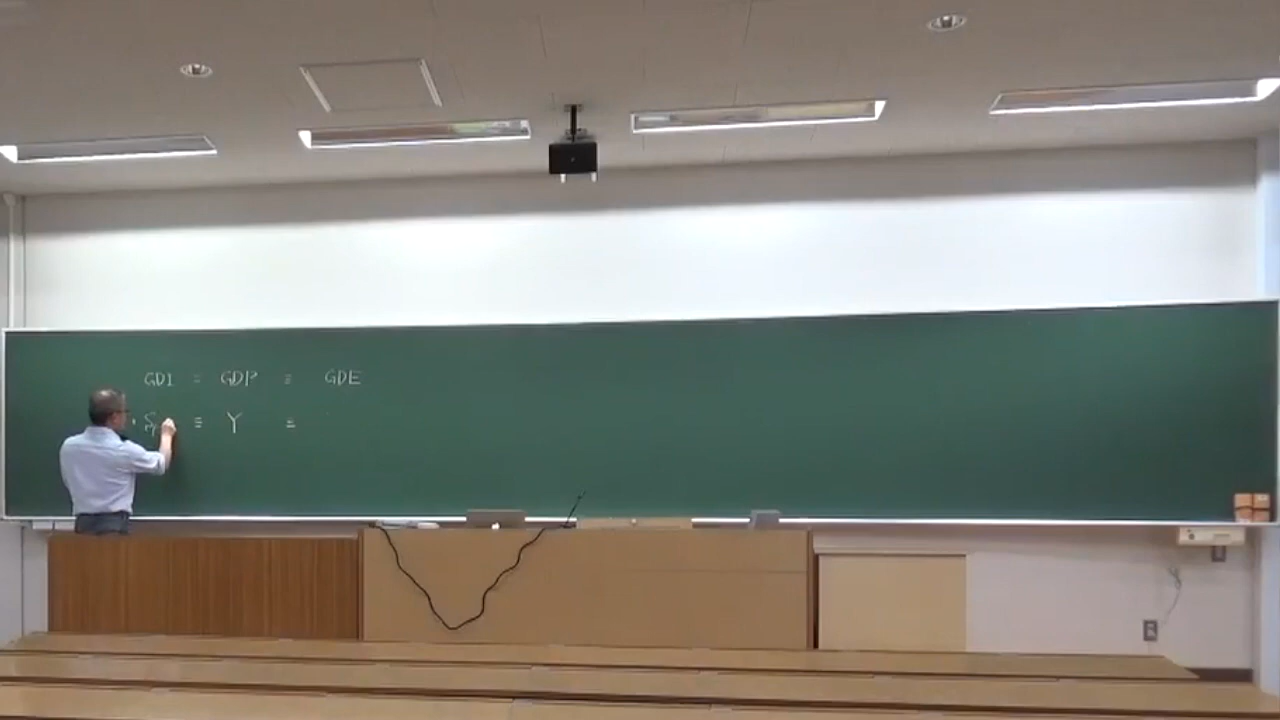 GDI = GDP ≡ GDE
S ≡ Y ≡